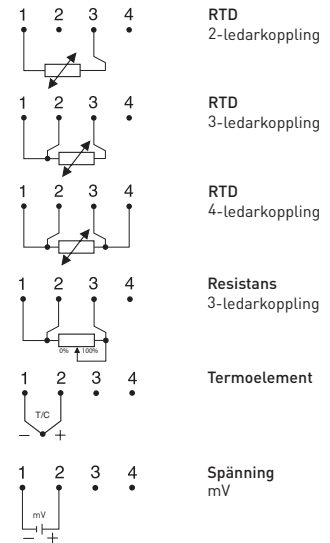 1 2 3 4
RTD
2-ledarkoppling
1 2 3 4
RTD
3-ledarkoppling
1 2 3 4
RTD
4-ledarkoppling
1 2 3 4
Resistans
3-ledarkoppling
0% 100%
1 2 3 4
Termoelement
T/C
– +
1 2 3 4
Spänning
mV
mV
– +